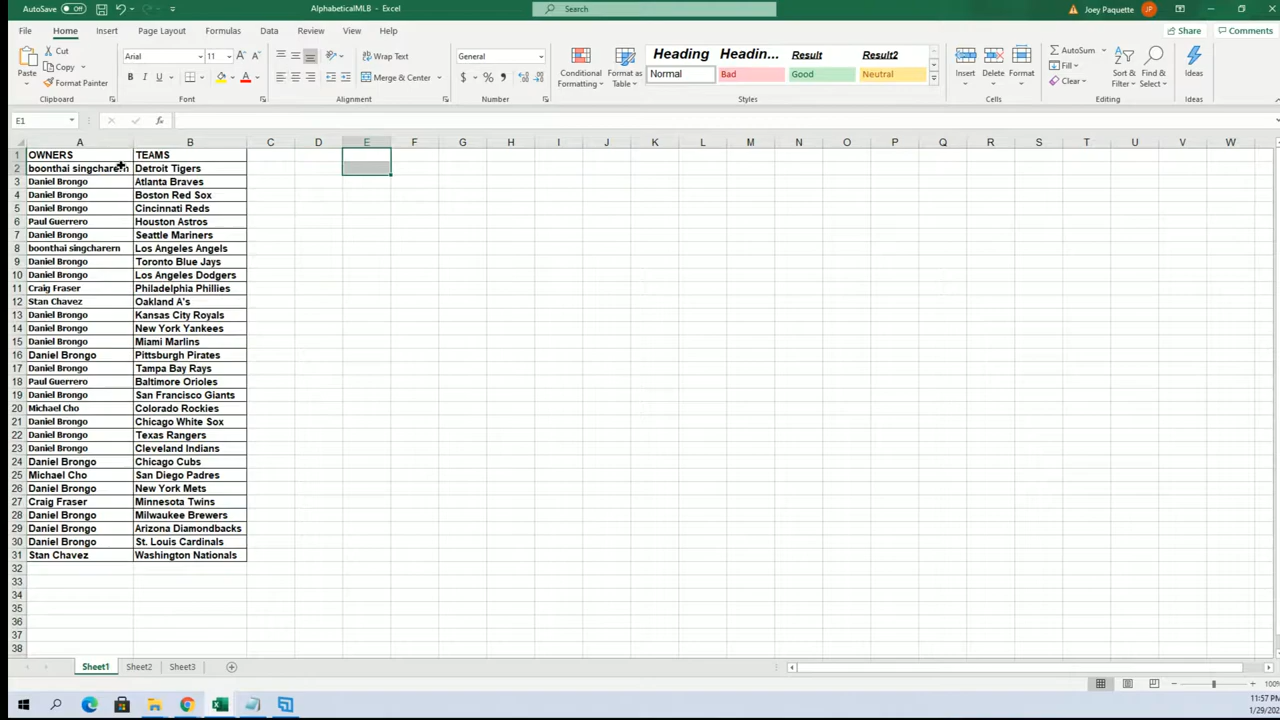 AutoSave Off AlphabeticalMLB - Excel Search Joey Paquette JP
File Home Insert Page Layout Formulas Data Review View Help Share Comments
Paste Cut Copy Format Painter Clipboard
Arial 11 B I U Font
Wrap Text Merge & Center Alignment
General $ % Number
Conditional Formatting Format as Table
Heading Headin... Result Result2
Normal Bad Good Neutral
Styles
Insert Delete Format Cells
AutoSum Fill Clear Sort & Filter Find & Select Editing
Ideas Ideas
E1 fx
A B C D E F G H I J K L M N O P Q R S T U V W
1 OWNERS TEAMS
2 boonthai singcharern Detroit Tigers
3 Daniel Brongo Atlanta Braves
4 Daniel Brongo Boston Red Sox
5 Daniel Brongo Cincinnati Reds
6 Paul Guerrero Houston Astros
7 Daniel Brongo Seattle Mariners
8 boonthai singcharern Los Angeles Angels
9 Daniel Brongo Toronto Blue Jays
10 Daniel Brongo Los Angeles Dodgers
11 Craig Fraser Philadelphia Phillies
12 Stan Chavez Oakland A's
13 Daniel Brongo Kansas City Royals
14 Daniel Brongo New York Yankees
15 Daniel Brongo Miami Marlins
16 Daniel Brongo Pittsburgh Pirates
17 Daniel Brongo Tampa Bay Rays
18 Paul Guerrero Baltimore Orioles
19 Daniel Brongo San Francisco Giants
20 Michael Cho Colorado Rockies
21 Daniel Brongo Chicago White Sox
22 Daniel Brongo Texas Rangers
23 Daniel Brongo Cleveland Indians
24 Daniel Brongo Chicago Cubs
25 Michael Cho San Diego Padres
26 Daniel Brongo New York Mets
27 Craig Fraser Minnesota Twins
28 Daniel Brongo Milwaukee Brewers
29 Daniel Brongo Arizona Diamondbacks
30 Daniel Brongo St. Louis Cardinals
31 Stan Chavez Washington Nationals
32
33
34
35
36
37
38
Sheet1 Sheet2 Sheet3
100%
11:57 PM
1/29/202